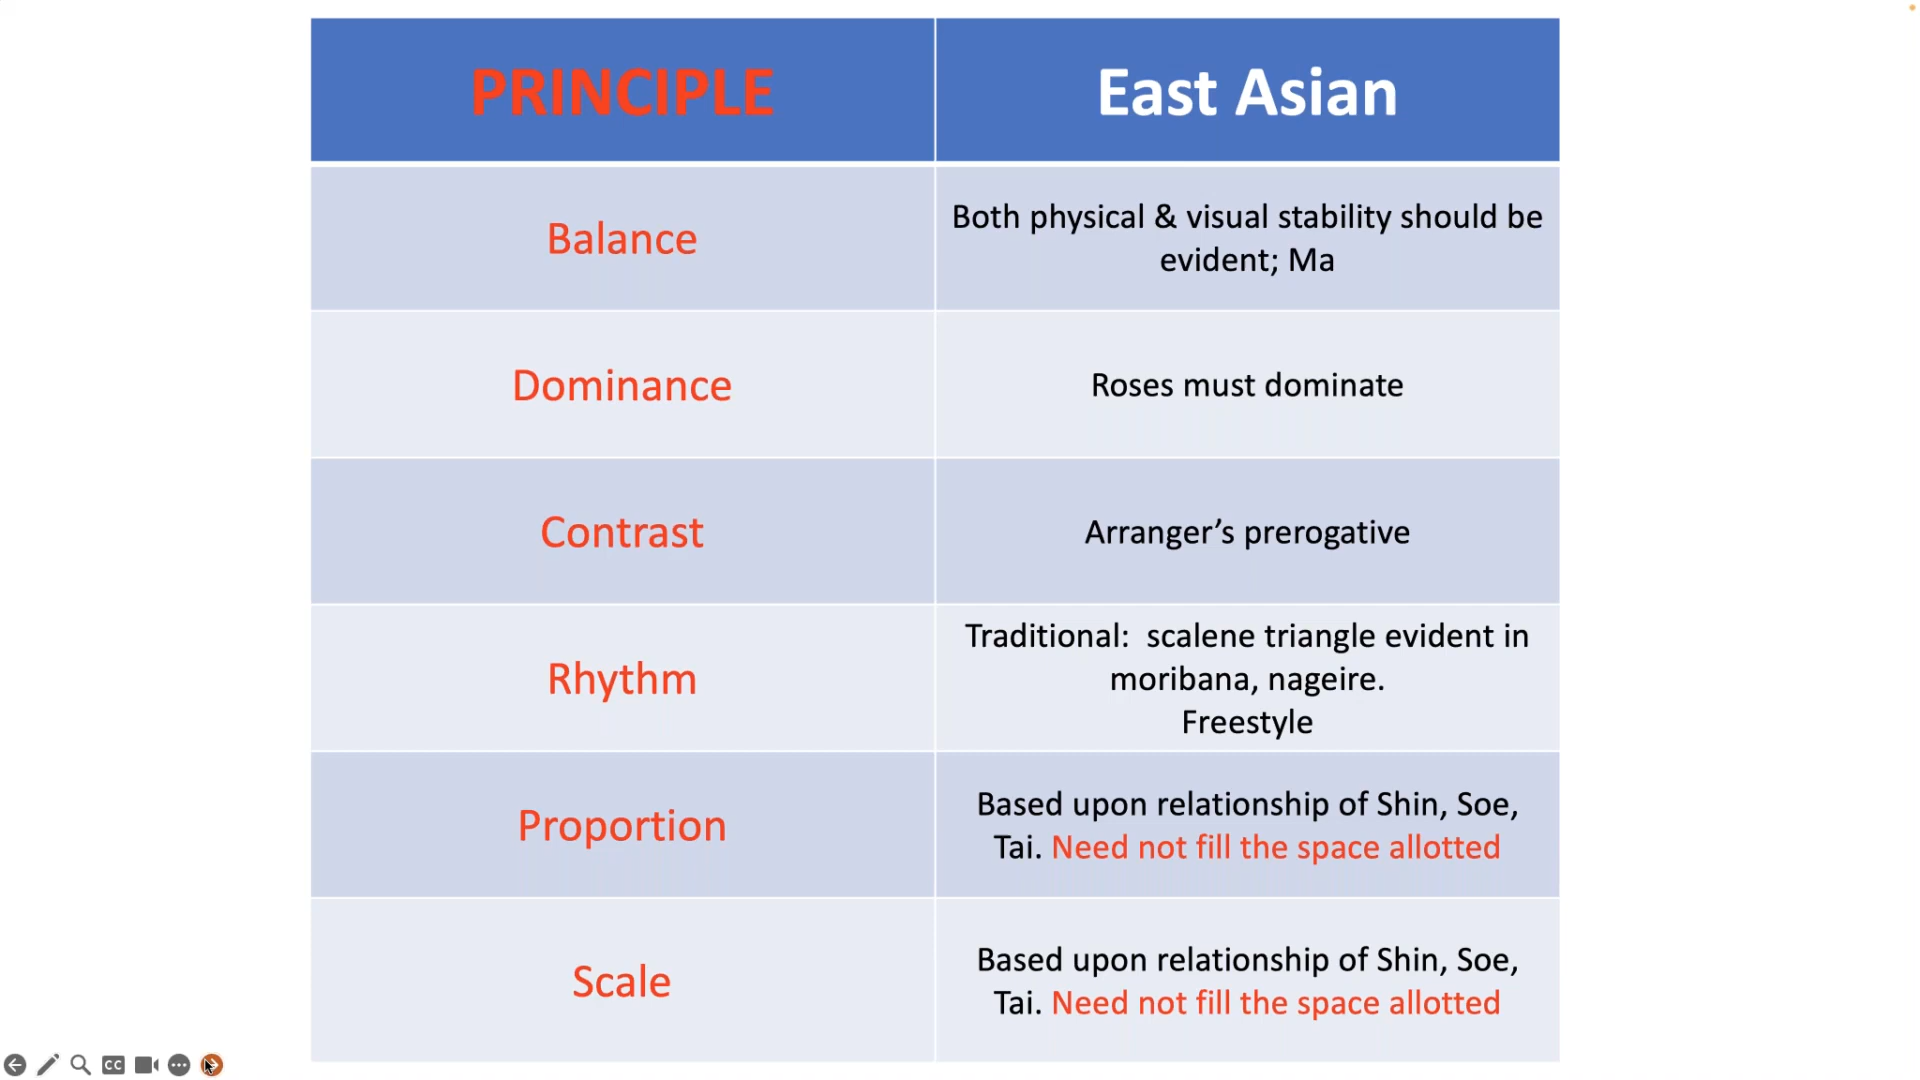 PRINCIPLE
East Asian
Balance
Both physical & visual stability should be
evident; Ma
Dominance
Roses must dominate
Contrast
Arranger’s prerogative
Rhythm
Traditional:  scalene triangle evident in
moribana, nageire.
Freestyle
Proportion
Based upon relationship of Shin, Soe,
Tai. Need not fill the space allotted
Scale
Based upon relationship of Shin, Soe,
Tai. Need not fill the space allotted
CC